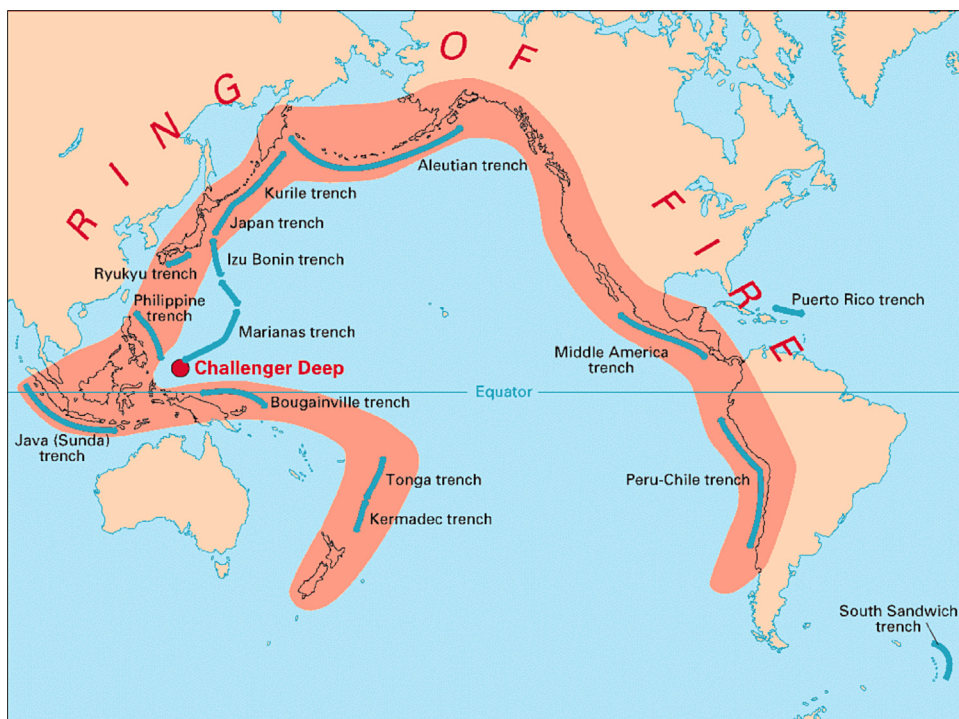 RING OF FIRE
Aleutian trench
Kurile trench
Japan trench
Izu Bonin trench
Ryukyu trench
Philippine
trench
Marianas trench
Challenger Deep
Puerto Rico trench
Middle America
trench
Equator
Bougainville trench
Java (Sunda)
trench
Tonga trench
Kermadec trench
Peru-Chile trench
South Sandwich
trench